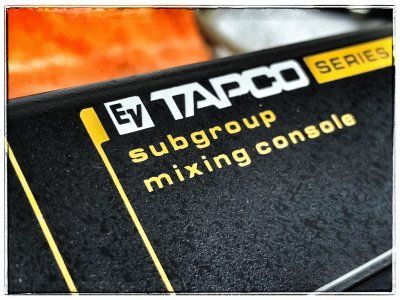 EV TAPCO SERIES
subgroup
mixing console